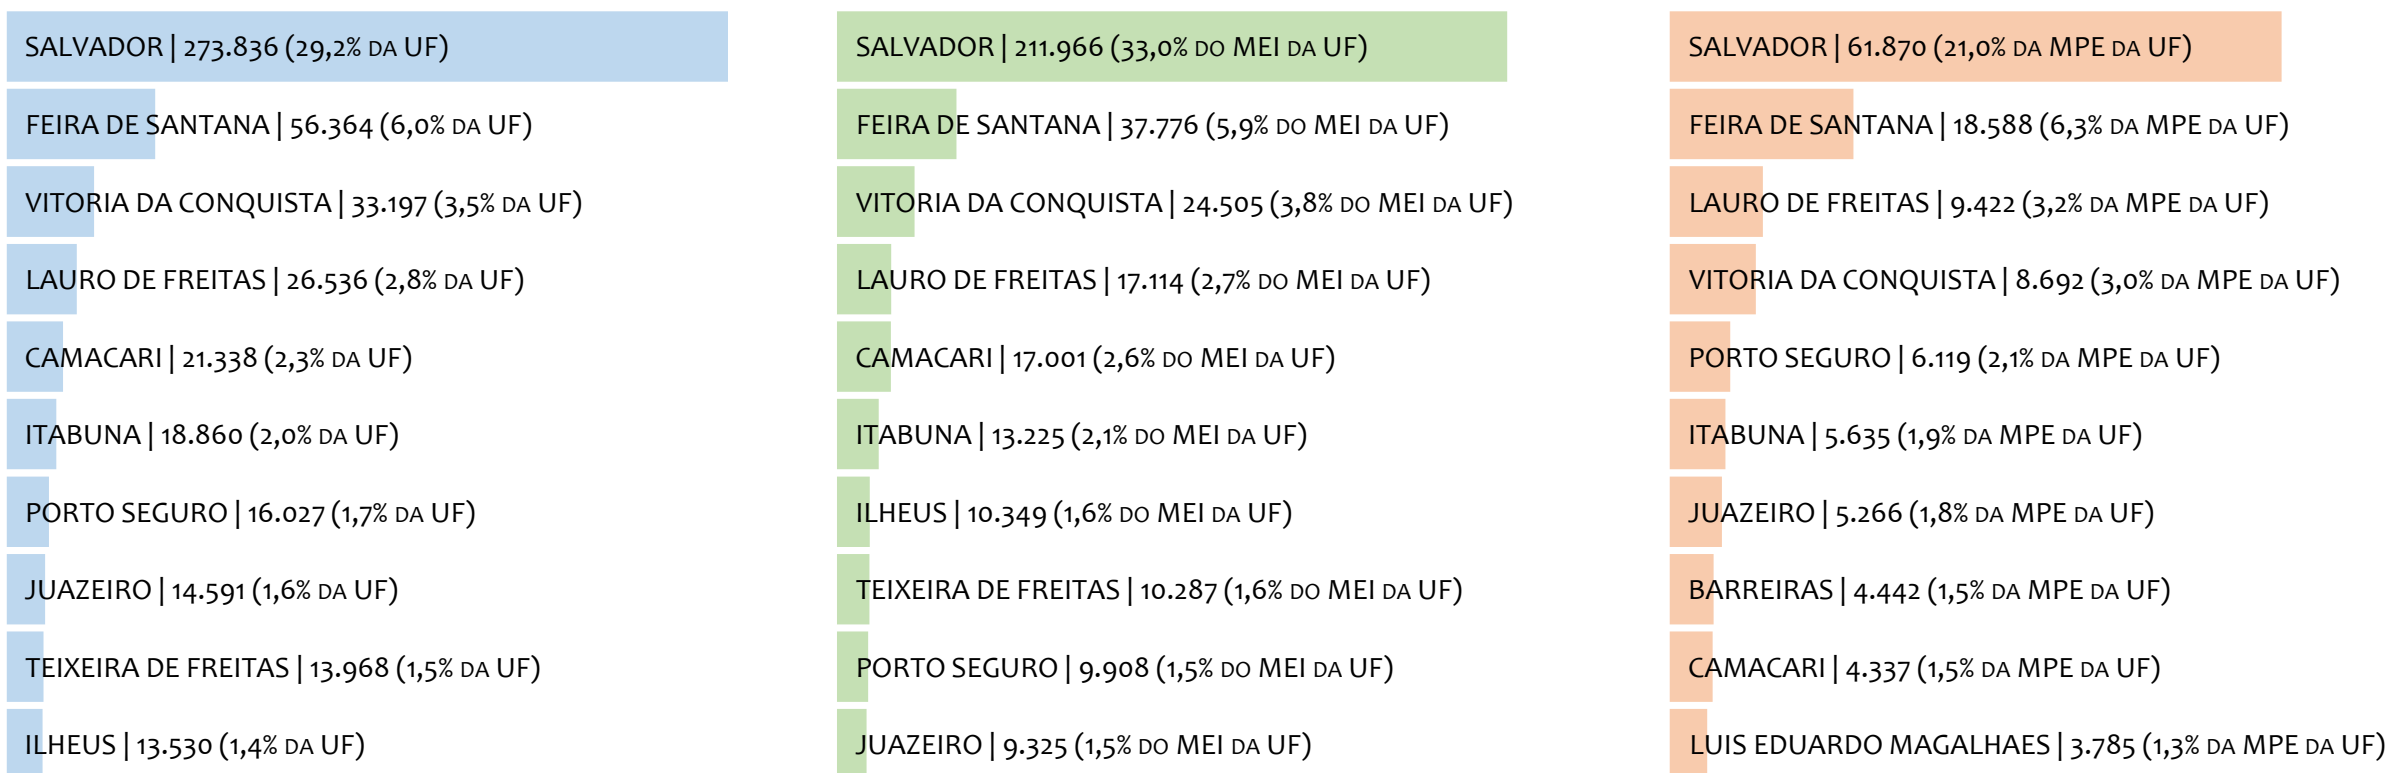 SALVADOR | 273.836 (29,2% DA UF)
FEIRA DE SANTANA | 56.364 (6,0% DA UF)
VITORIA DA CONQUISTA | 33.197 (3,5% DA UF)
LAURO DE FREITAS | 26.536 (2,8% DA UF)
CAMACARI | 21.338 (2,3% DA UF)
ITABUNA | 18.860 (2,0% DA UF)
PORTO SEGURO | 16.027 (1,7% DA UF)
JUAZEIRO | 14.591 (1,6% DA UF)
TEIXEIRA DE FREITAS | 13.968 (1,5% DA UF)
ILHEUS | 13.530 (1,4% DA UF)
SALVADOR | 211.966 (33,0% DO MEI DA UF)
FEIRA DE SANTANA | 37.776 (5,9% DO MEI DA UF)
VITORIA DA CONQUISTA | 24.505 (3,8% DO MEI DA UF)
LAURO DE FREITAS | 17.114 (2,7% DO MEI DA UF)
CAMACARI | 17.001 (2,6% DO MEI DA UF)
ITABUNA | 13.225 (2,1% DO MEI DA UF)
ILHEUS | 10.349 (1,6% DO MEI DA UF)
TEIXEIRA DE FREITAS | 10.287 (1,6% DO MEI DA UF)
PORTO SEGURO | 9.908 (1,5% DO MEI DA UF)
JUAZEIRO | 9.325 (1,5% DO MEI DA UF)
SALVADOR | 61.870 (21,0% DA MPE DA UF)
FEIRA DE SANTANA | 18.588 (6,3% DA MPE DA UF)
LAURO DE FREITAS | 9.422 (3,2% DA MPE DA UF)
VITORIA DA CONQUISTA | 8.692 (3,0% DA MPE DA UF)
PORTO SEGURO | 6.119 (2,1% DA MPE DA UF)
ITABUNA | 5.635 (1,9% DA MPE DA UF)
JUAZEIRO | 5.266 (1,8% DA MPE DA UF)
BARREIRAS | 4.442 (1,5% DA MPE DA UF)
CAMACARI | 4.337 (1,5% DA MPE DA UF)
LUIS EDUARDO MAGALHAES | 3.785 (1,3% DA MPE DA UF)